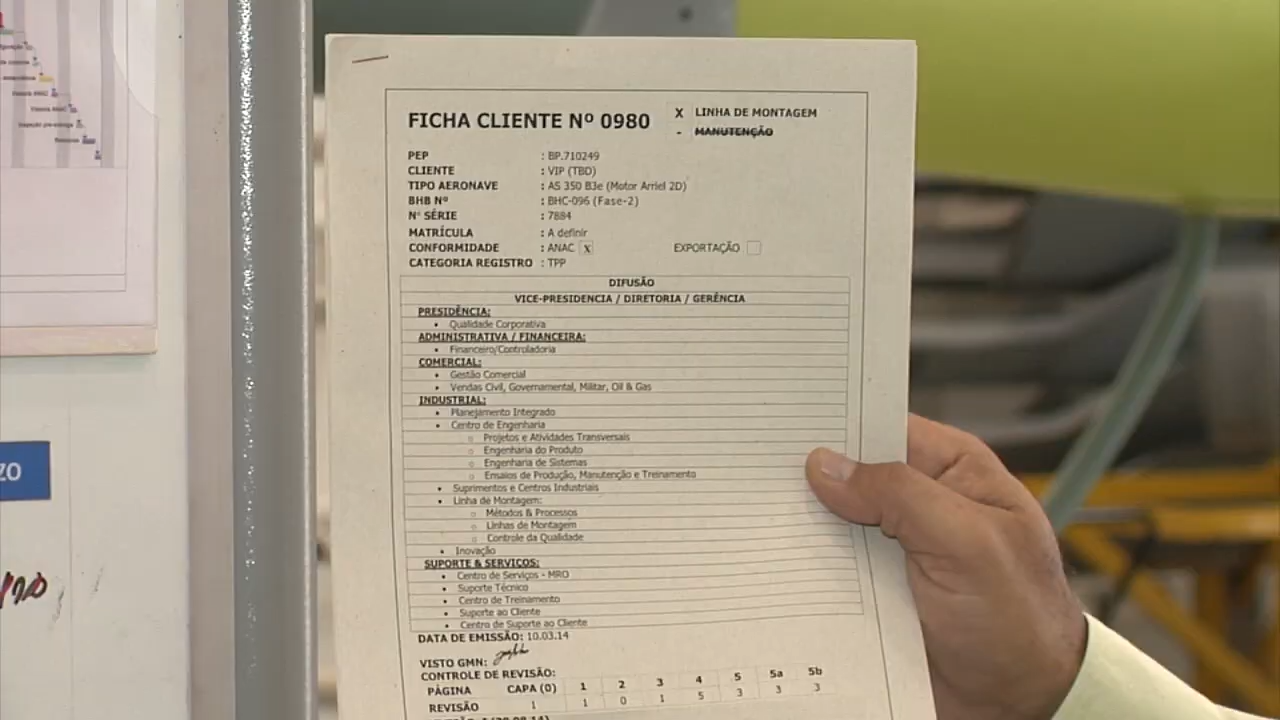 FICHA CLIENTE Nº 0980
X LINHA DE MONTAGEM
- MANUTENÇÃO
PEP : BP.710249
CLIENTE : VIP (TBD)
TIPO AERONAVE : AS 350 B3e (Motor Arriel 2D)
BHB Nº : BHC-096 (Fase-2)
Nº SÉRIE : 7884
MATRÍCULA : A definir
CONFORMIDADE : ANAC X EXPORTAÇÃO
CATEGORIA REGISTRO : TPP
DIFUSÃO
VICE-PRESIDENCIA / DIRETORIA / GERÊNCIA
PRESIDÊNCIA:
• Qualidade Corporativa
ADMINISTRATIVA / FINANCEIRA:
• Financeiro/Controladoria
COMERCIAL:
• Gestão Comercial
• Vendas Civil, Governamental, Militar, Oil & Gas
INDUSTRIAL:
• Planejamento Integrado
• Centro de Engenharia
○ Projetos e Atividades Transversais
○ Engenharia do Produto
○ Engenharia de Sistemas
○ Ensaios de Produção, Manutenção e Treinamento
• Suprimentos e Centros Industriais
• Linha de Montagem:
○ Métodos & Processos
○ Linhas de Montagem
○ Controle da Qualidade
• Inovação
SUPORTE & SERVIÇOS:
• Centro de Serviços - MRO
• Suporte Técnico
• Centro de Treinamento
• Suporte ao Cliente
• Centro de Suporte ao Cliente
DATA DE EMISSÃO: 10.03.14
VISTO GMN:
CONTROLE DE REVISÃO:
PÁGINA CAPA (0) 1 2 3 4 5 5a 5b
REVISÃO 1 1 0 1 5 3 3 3
ZO